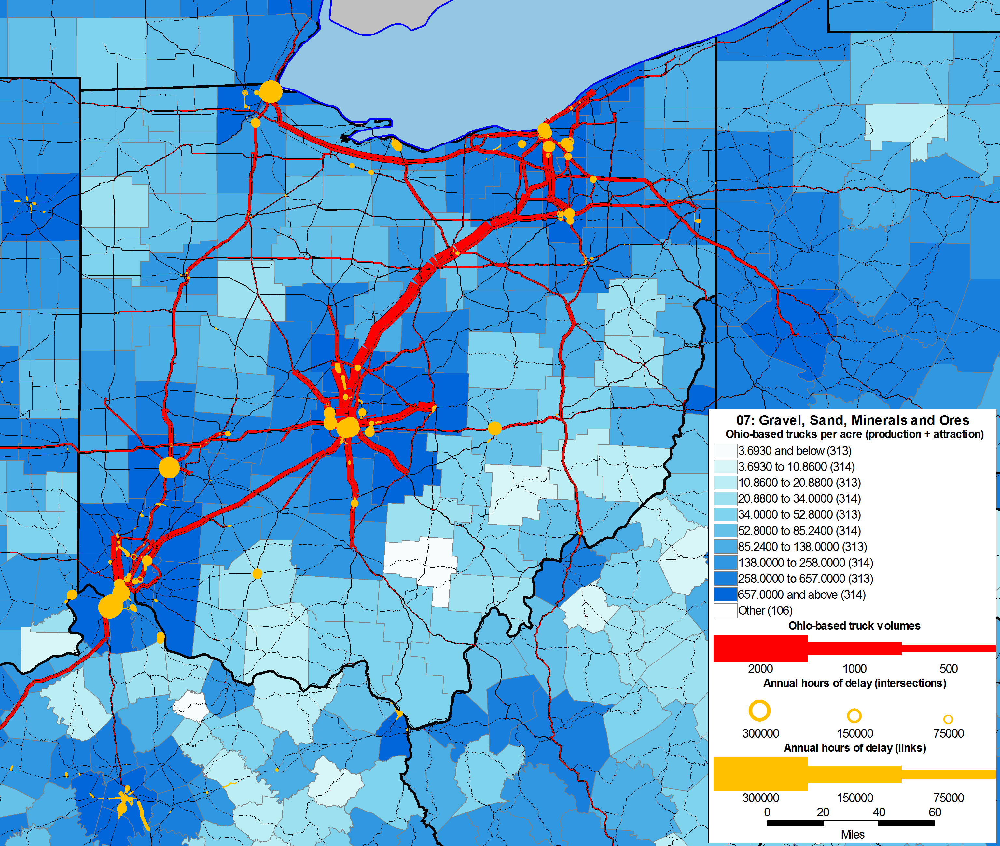 07: Gravel, Sand, Minerals and Ores
Ohio-based trucks per acre (production + attraction)
3.6930 and below (313)
3.6930 to 10.8600 (314)
10.8600 to 20.8800 (313)
20.8800 to 34.0000 (314)
34.0000 to 52.8000 (313)
52.8000 to 85.2400 (314)
85.2400 to 138.0000 (313)
138.0000 to 258.0000 (314)
258.0000 to 657.0000 (313)
657.0000 and above (314)
Other (106)
Ohio-based truck volumes
2000 1000 500
Annual hours of delay (intersections)
300000 150000 75000
Annual hours of delay (links)
300000 150000 75000
0 20 40 60
Miles